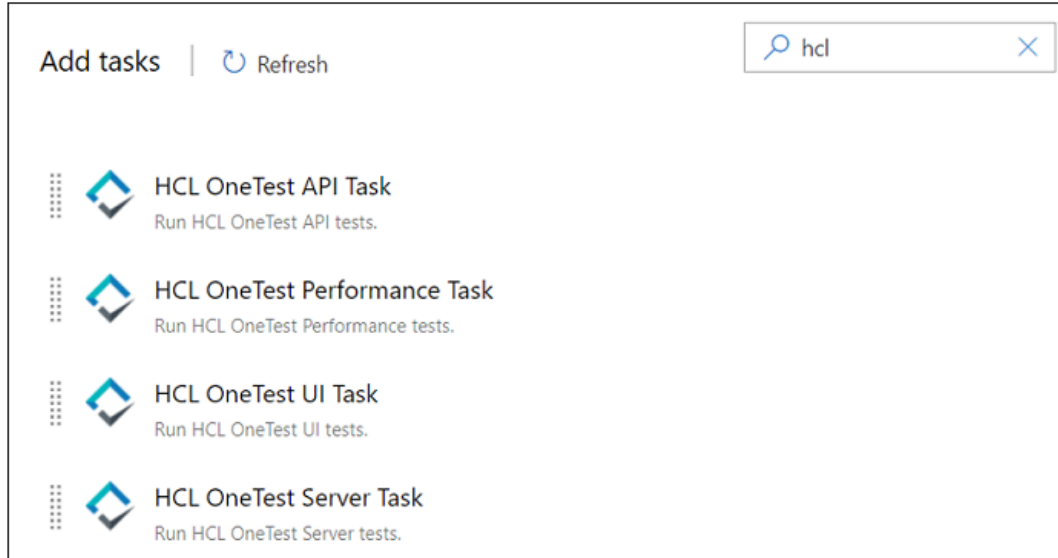 Add tasks
Refresh
hcl
HCL OneTest API Task
Run HCL OneTest API tests.
HCL OneTest Performance Task
Run HCL OneTest Performance tests.
HCL OneTest UI Task
Run HCL OneTest UI tests.
HCL OneTest Server Task
Run HCL OneTest Server tests.